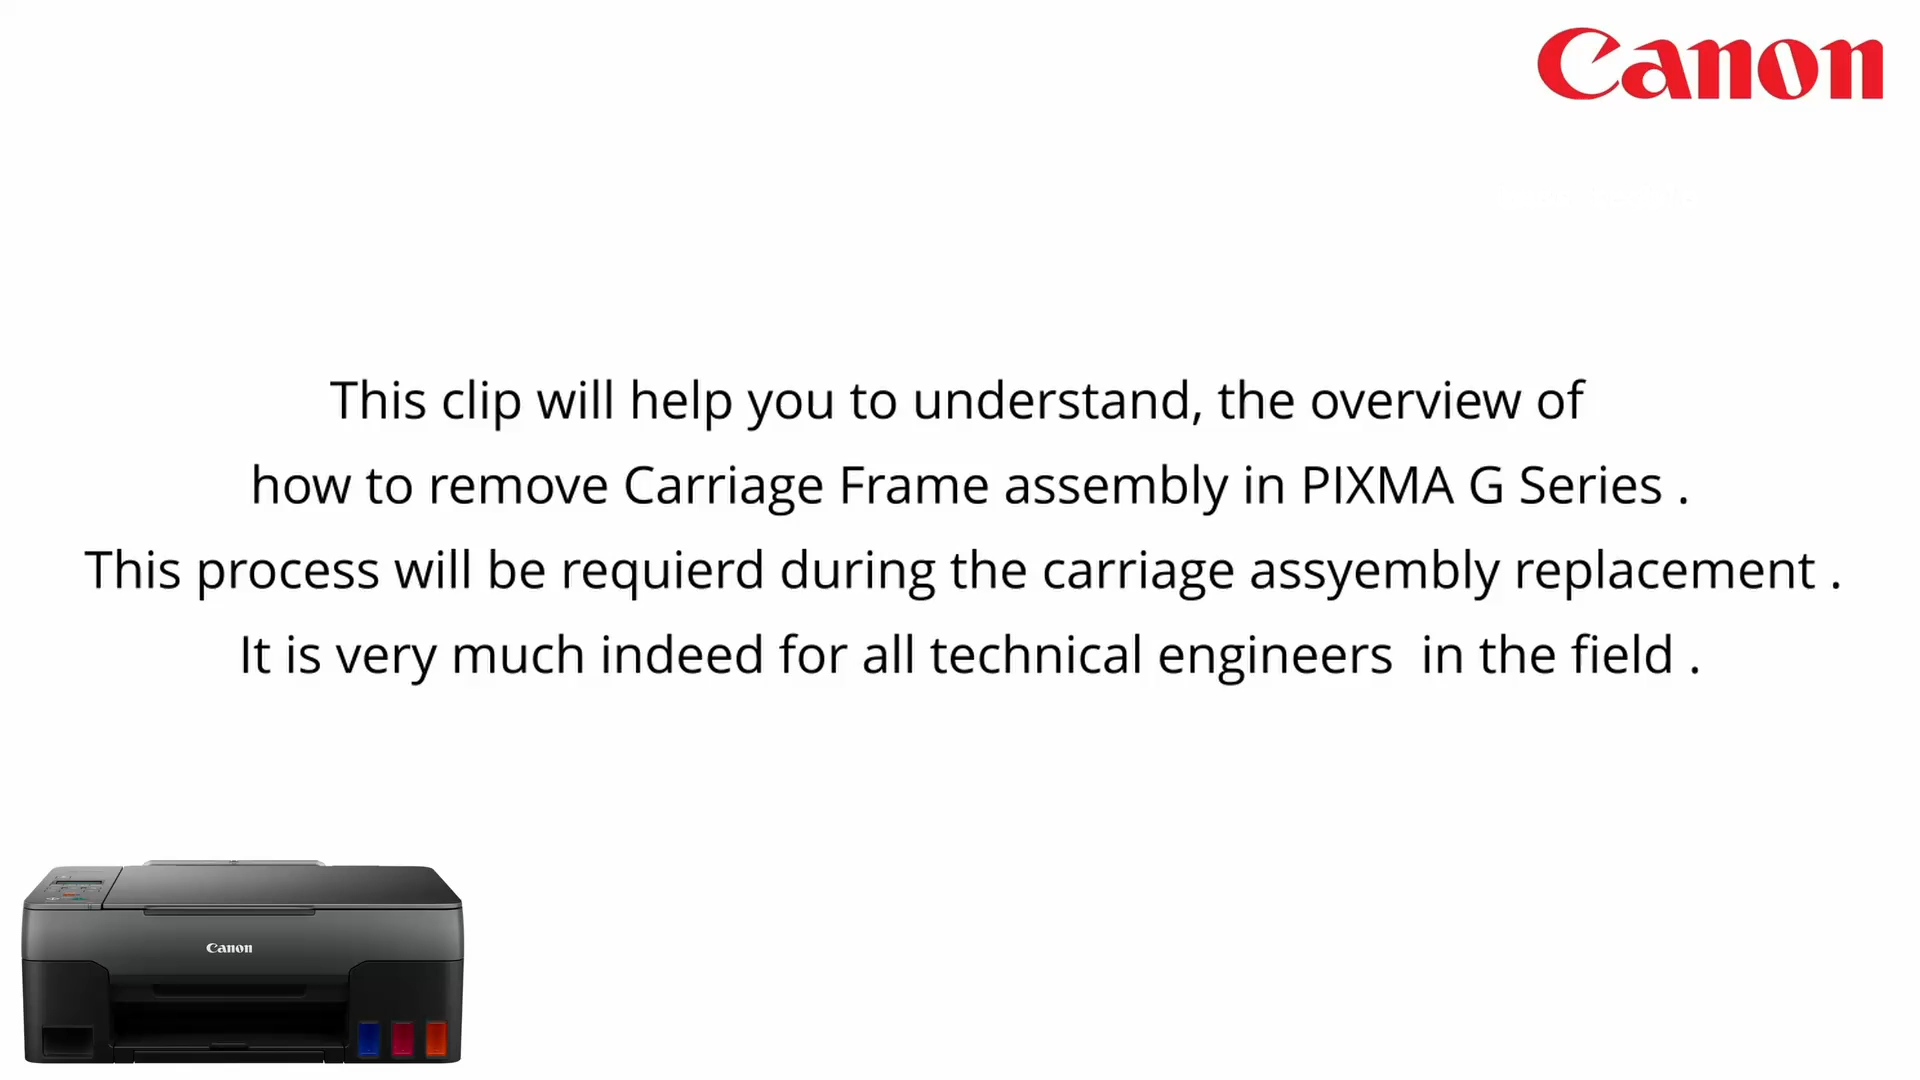 Canon
This clip will help you to understand, the overview of
how to remove Carriage Frame assembly in PIXMA G Series .
This process will be requierd during the carriage assyembly replacement .
It is very much indeed for all technical engineers  in the field .
Canon